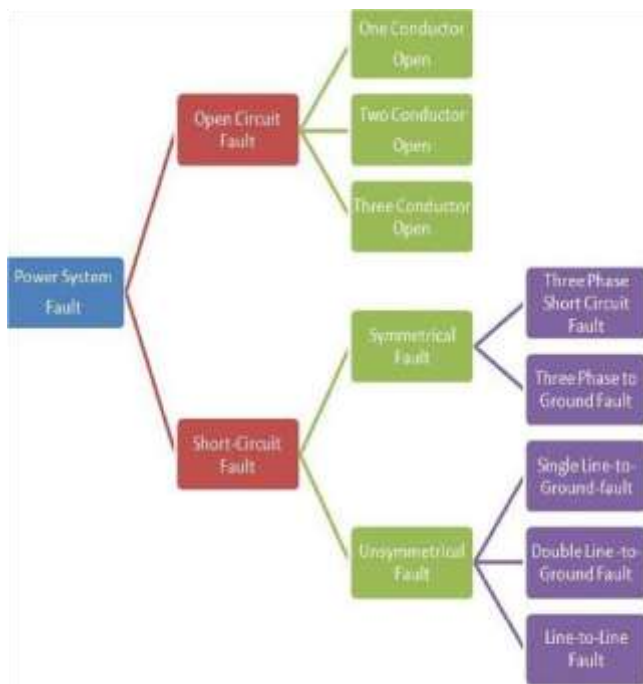 One Conductor
Open
Open Circuit
Fault
Two Conductor
Open
Three Conductor
Open
Power System
Fault
Three Phase
Short Circuit
Fault
Symmetrical
Fault
Three Phase to
Ground Fault
Short-Circuit
Fault
Single Line-to-
Ground-fault
Unsymmetrical
Fault
Double Line -to-
Ground Fault
Line-to-Line
Fault